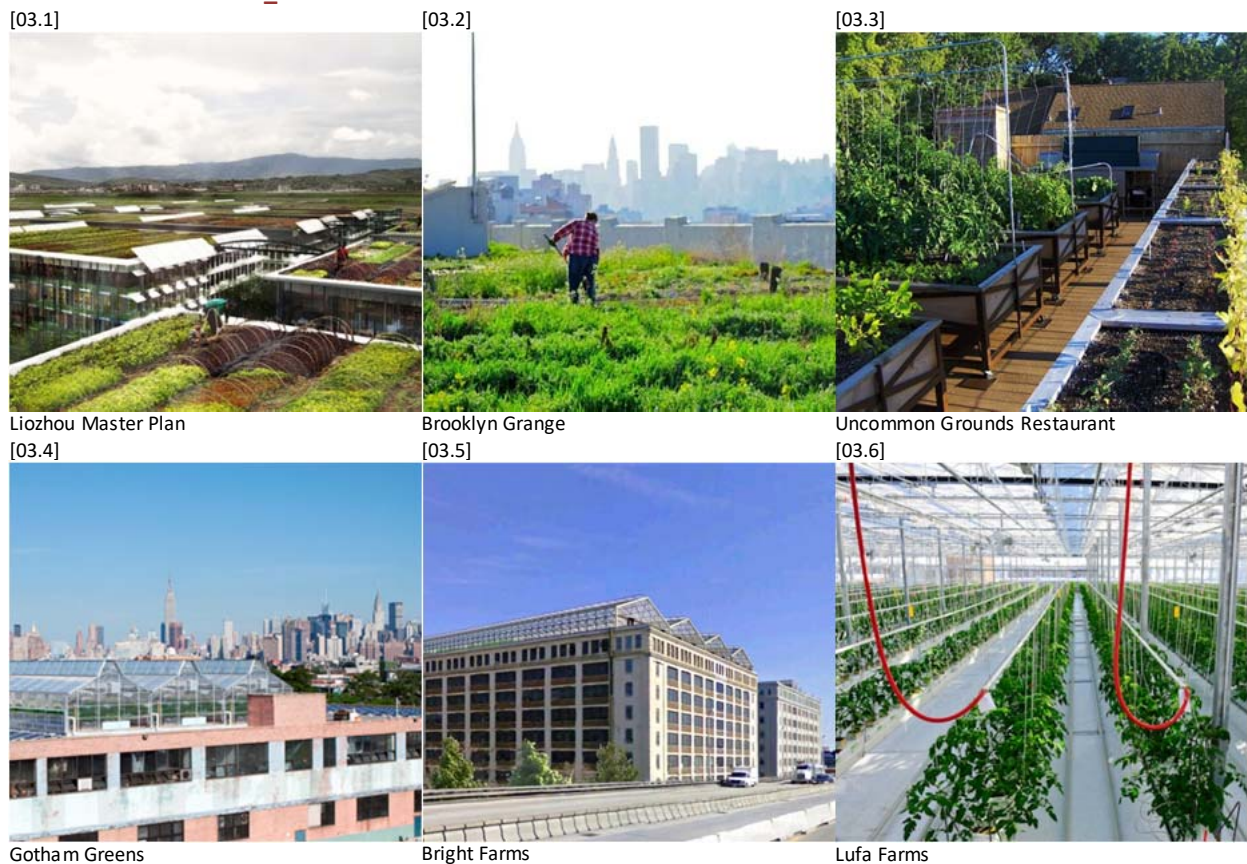 [03.1] [03.2] [03.3]
Liozhou Master Plan Brooklyn Grange Uncommon Grounds Restaurant
[03.4] [03.5] [03.6]
Gotham Greens Bright Farms Lufa Farms